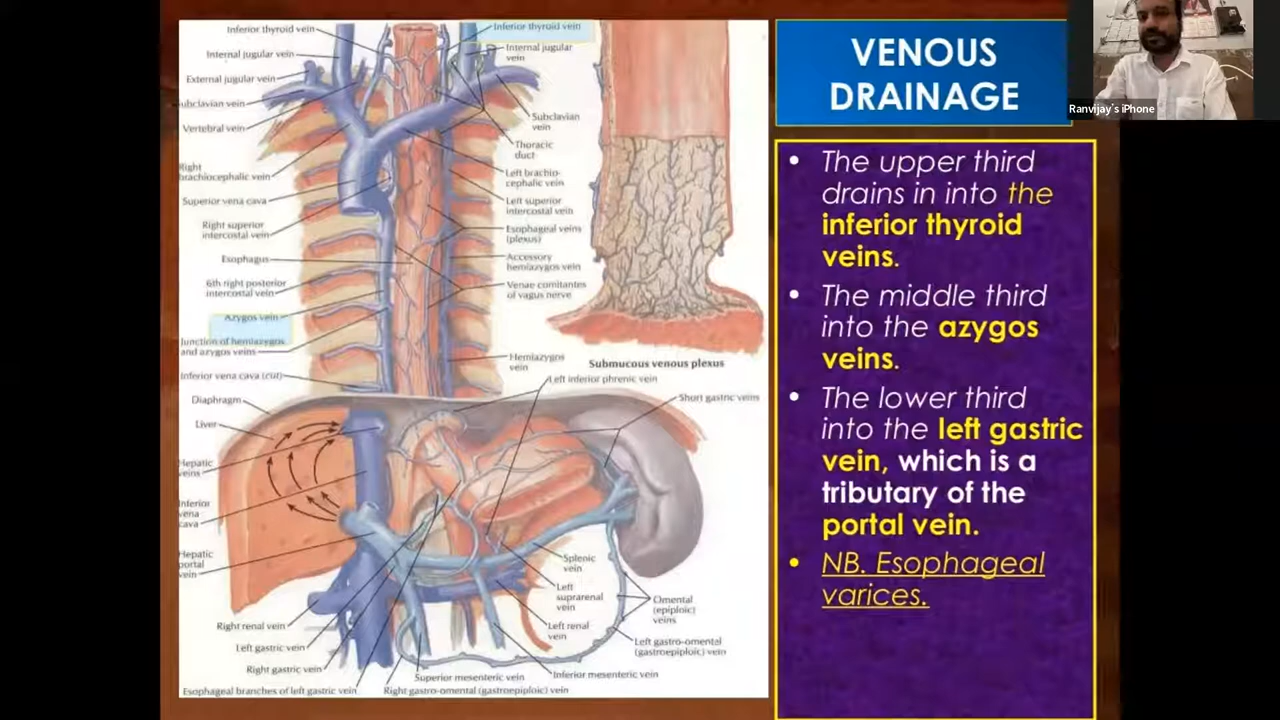 Inferior thyroid vein
Internal jugular vein
External jugular vein
ubclavian vein
Vertebral vein
Right
brachiocephalic vein
Superior vena cava
Right superior
intercostal vein
Esophagus
6th right posterior
intercostal vein
Azygos vein
Junction of hemiazygos
and azygos veins
Inferior vena cava (cut)
Diaphragm
Liver
Hepatic
veins
Inferior
vena
cava
Hepatic
portal
vein
Right renal vein
Left gastric vein
Right gastric vein
Esophageal branches of left gastric vein
Inferior thyroid vein
Internal jugular
vein
Subclavian
vein
Thoracic
duct
Left brachio-
cephalic vein
Left superior
intercostal vein
Esophageal veins
(plexus)
Accessory
hemiazygos vein
Venae comitantes
of vagus nerve
Hemiazygos
vein
Submucous venous plexus
Left inferior phrenic vein
Short gastric veins
Splenic
vein
Left
suprarenal
vein
Left renal
vein
Omental
(epiploic)
veins
Left gastro-omental
(gastroepiploic) vein
Inferior mesenteric vein
Superior mesenteric vein
Right gastro-omental (gastroepiploic) vein
VENOUS
DRAINAGE
Ranvijay's iPhone
• The upper third
drains in into the
inferior thyroid
veins.
• The middle third
into the azygos
veins.
• The lower third
into the left gastric
vein, which is a
tributary of the
portal vein.
• NB. Esophageal
varices.